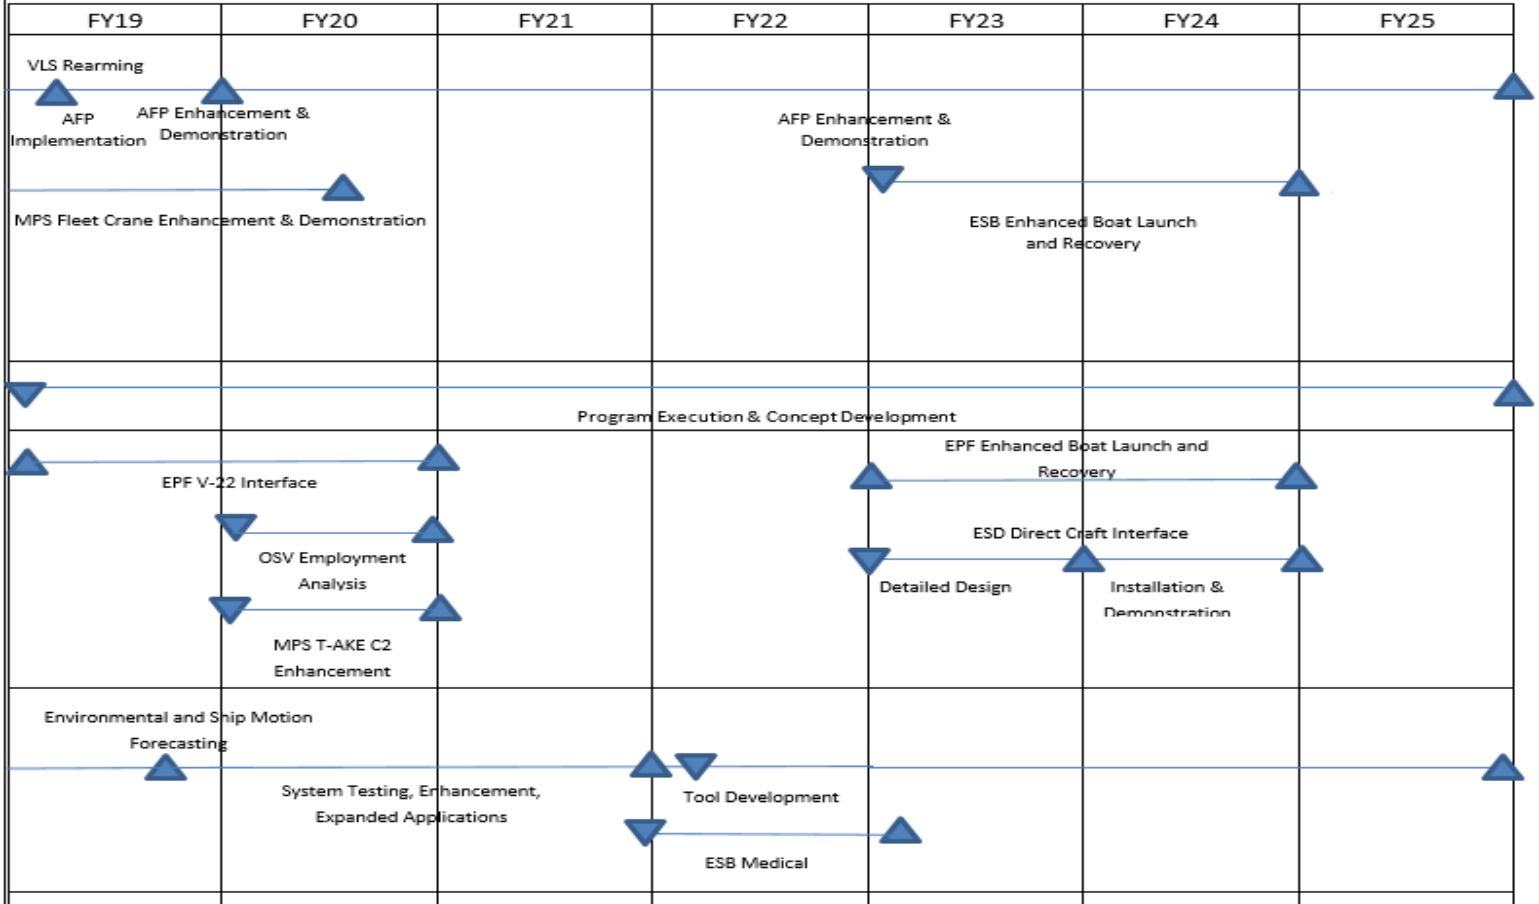 FY19 FY20 FY21 FY22 FY23 FY24 FY25
VLS Rearming
AFP
Implementation
AFP Enhancement &
Demonstration
AFP Enhancement &
Demonstration
MPS Fleet Crane Enhancement & Demonstration
ESB Enhanced Boat Launch
and Recovery
Program Execution & Concept Development
EPF V-22 Interface
EPF Enhanced Boat Launch and
Recovery
OSV Employment
Analysis
ESD Direct Craft Interface
Detailed Design
Installation &
Demonstration
MPS T-AKE C2
Enhancement
Environmental and Ship Motion
Forecasting
System Testing, Enhancement,
Expanded Applications
Tool Development
ESB Medical